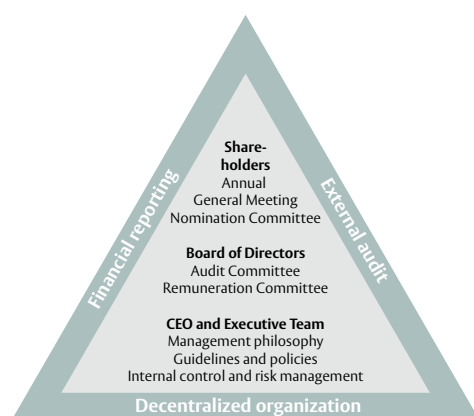 Share-
holders
Annual
General Meeting
Nomination Committee
Board of Directors
Audit Committee
Remuneration Committee
CEO and Executive Team
Management philosophy
Guidelines and policies
Internal control and risk management
Financial reporting
External audit
Decentralized organization